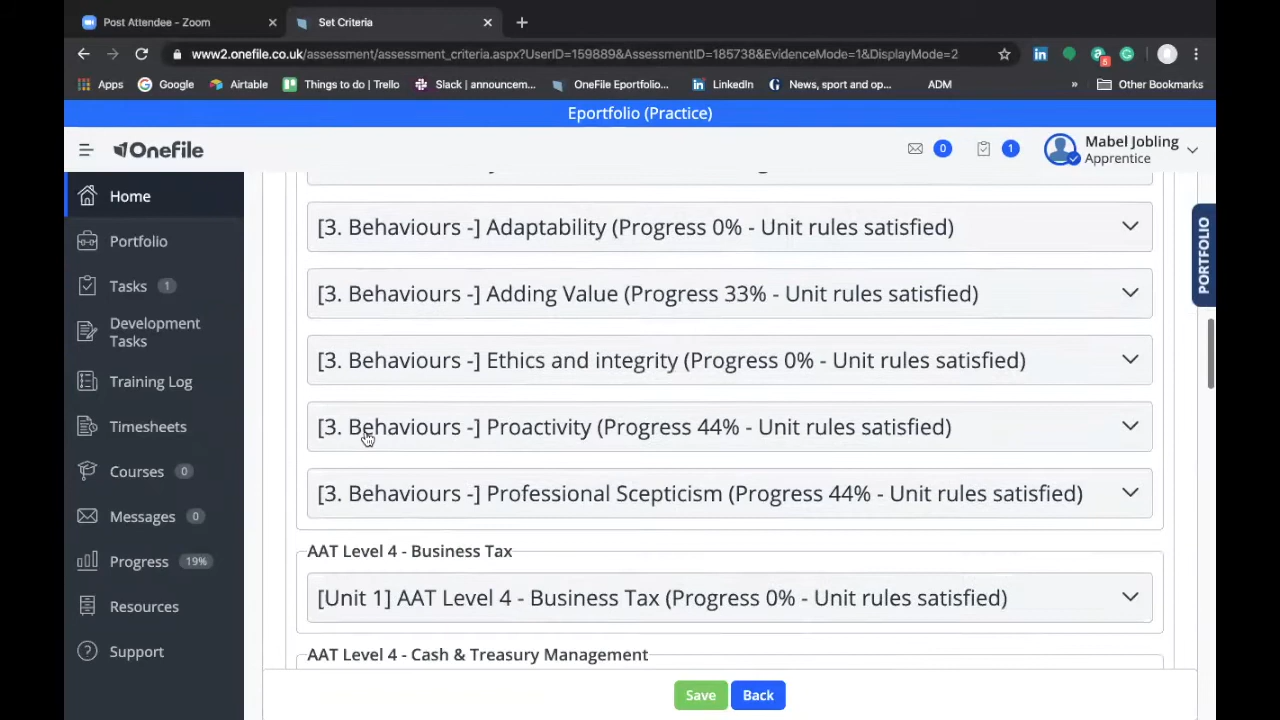 Post Attendee - Zoom
Set Criteria
www2.onefile.co.uk/assessment/assessment_criteria.aspx?UserID=159889&AssessmentID=185738&EvidenceMode=1&DisplayMode=2
5
Apps
Google
Airtable
Things to do | Trello
Slack | announcem...
OneFile Eportfolio...
LinkedIn
News, sport and op...
ADM
»
Other Bookmarks
Eportfolio (Practice)
Onefile
0
1
Mabel Jobling
Apprentice
Home
Portfolio
Tasks 1
Development
Tasks
Training Log
Timesheets
Courses 0
Messages 0
Progress 19%
Resources
Support
[3. Behaviours -] Adaptability (Progress 0% - Unit rules satisfied)
[3. Behaviours -] Adding Value (Progress 33% - Unit rules satisfied)
[3. Behaviours -] Ethics and integrity (Progress 0% - Unit rules satisfied)
[3. Behaviours -] Proactivity (Progress 44% - Unit rules satisfied)
[3. Behaviours -] Professional Scepticism (Progress 44% - Unit rules satisfied)
AAT Level 4 - Business Tax
[Unit 1] AAT Level 4 - Business Tax (Progress 0% - Unit rules satisfied)
AAT Level 4 - Cash & Treasury Management
Save
Back
PORTFOLIO